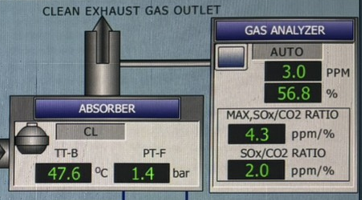 CLEAN EXHAUST GAS OUTLET
GAS ANALYZER
AUTO
3.0 PPM
56.8 %
MAX,SOx/CO2 RATIO
4.3 ppm/%
SOx/CO2 RATIO
2.0 ppm/%
ABSORBER
CL
TT-B PT-F
47.6 °C 1.4 bar